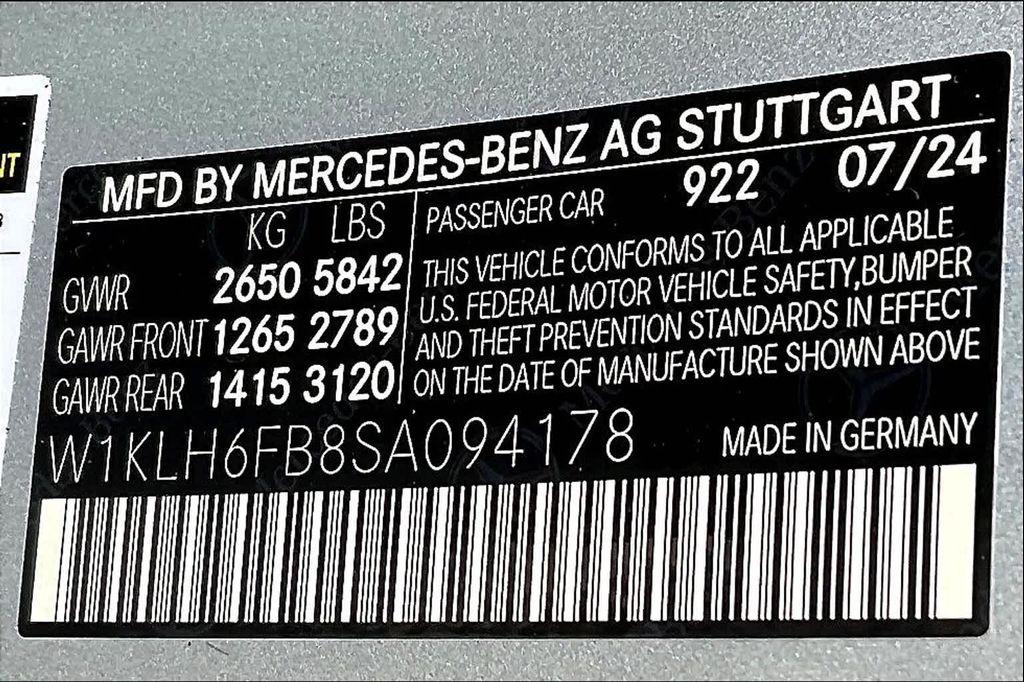 NT
MFD BY MERCEDES-BENZ AG STUTTGART
KG LBS
GVWR 2650 5842
GAWR FRONT 1265 2789
GAWR REAR 1415 3120
PASSENGER CAR 922 07/24
THIS VEHICLE CONFORMS TO ALL APPLICABLE
U.S. FEDERAL MOTOR VEHICLE SAFETY,BUMPER
AND THEFT PREVENTION STANDARDS IN EFFECT
ON THE DATE OF MANUFACTURE SHOWN ABOVE
W1KLH6FB8SA094178
MADE IN GERMANY